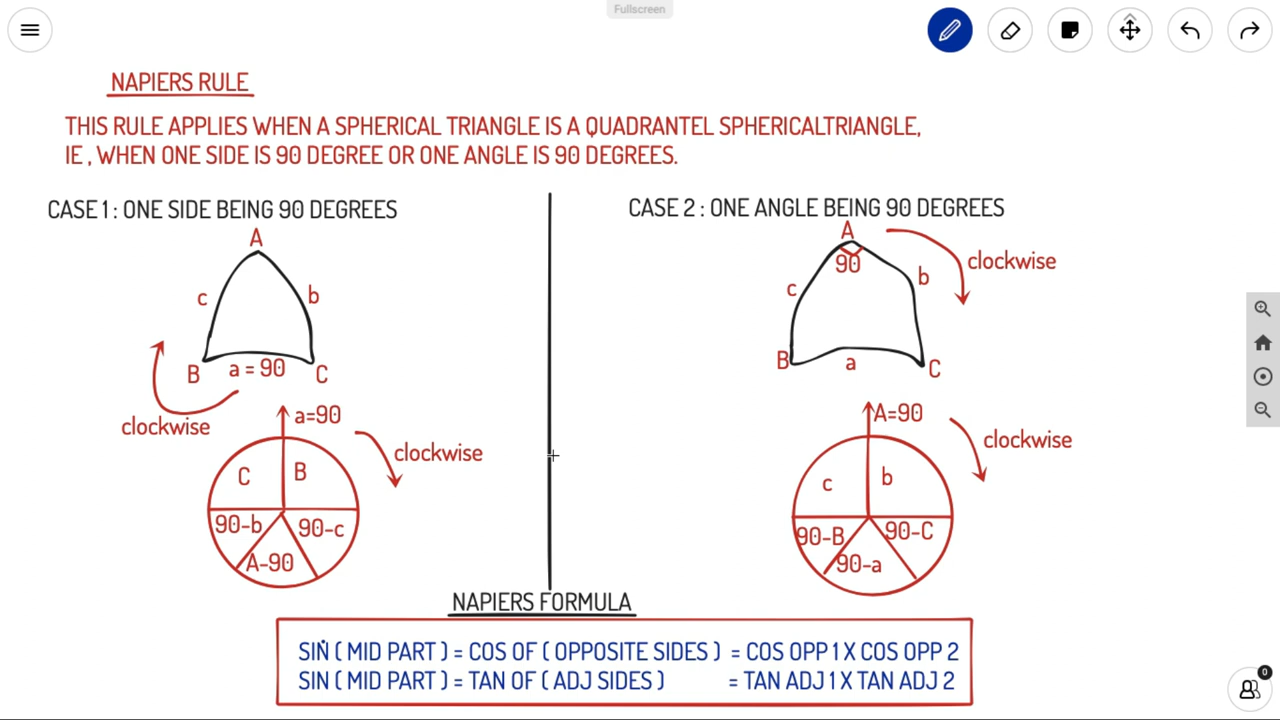 Fullscreen
NAPIERS RULE
THIS RULE APPLIES WHEN A SPHERICAL TRIANGLE IS A QUADRANTEL SPHERICALTRIANGLE,
IE , WHEN ONE SIDE IS 90 DEGREE OR ONE ANGLE IS 90 DEGREES.
CASE 1 : ONE SIDE BEING 90 DEGREES
A
c
b
B
a = 90
C
clockwise
a=90
clockwise
C
B
90-b
90-c
A-90
CASE 2 : ONE ANGLE BEING 90 DEGREES
A
90
clockwise
b
c
B
a
C
A=90
clockwise
c
b
90-B
90-C
90-a
NAPIERS FORMULA
SIN ( MID PART ) = COS OF ( OPPOSITE SIDES ) = COS OPP 1 X COS OPP 2
SIN ( MID PART ) = TAN OF ( ADJ SIDES ) = TAN ADJ 1 X TAN ADJ 2
0